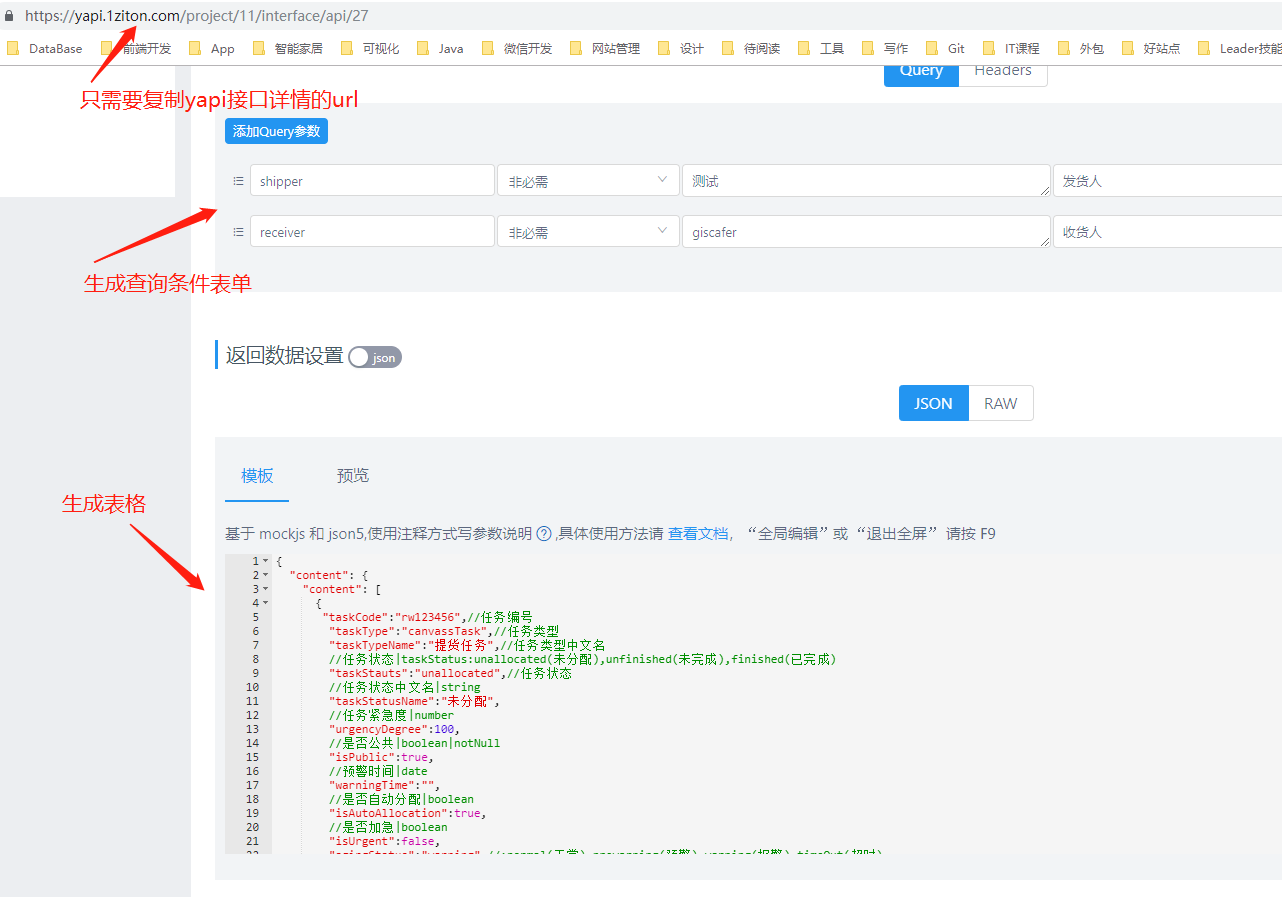 https://yapi.1ziton.com/project/11/interface/api/27
DataBase 前端开发 App 智能家居 可视化 Java 微信开发 网站管理 设计 待阅读 工具 写作 Git IT课程 外包 好站点 Leader技能
Query Headers
只需要复制yapi接口详情的url
添加Query参数
shipper 非必需 测试 发货人
receiver 非必需 giscafer 收货人
生成查询条件表单
返回数据设置 json
JSON RAW
模板 预览
生成表格
基于 mockjs 和 json5,使用注释方式写参数说明 ? ,具体使用方法请 查看文档, “全局编辑”或 “退出全屏” 请按 F9
1 {
2 "content": {
3 "content": [
4 {
5 "taskCode":"rw123456",//任务编号
6 "taskType":"canvassTask",//任务类型
7 "taskTypeName":"提货任务",//任务类型中文名
8 //任务状态|taskStatus:unallocated(未分配),unfinished(未完成),finished(已完成)
9 "taskStauts":"unallocated",//任务状态
10 //任务状态中文名|string
11 "taskStatusName":"未分配",
12 //任务紧急度|number
13 "urgencyDegree":100,
14 //是否公共|boolean|notNull
15 "isPublic":true,
16 //预警时间|date
17 "warningTime":"",
18 //是否自动分配|boolean
19 "isAutoAllocation":true,
20 //是否加急|boolean
21 "isUrgent":false,